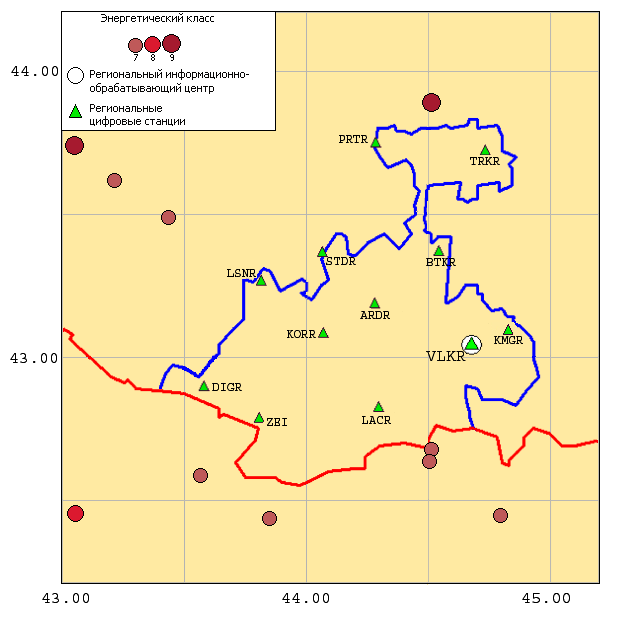 Энергетический класс
7 8 9
Региональный информационно-
обрабатывающий центр
Региональные
цифровые станции
44.00
PRTR
TRKR
STDR
BTKR
LSNR
ARDR
KORR
KMGR
VLKR
43.00
DIGR
ZEI
LACR
43.00 44.00 45.00